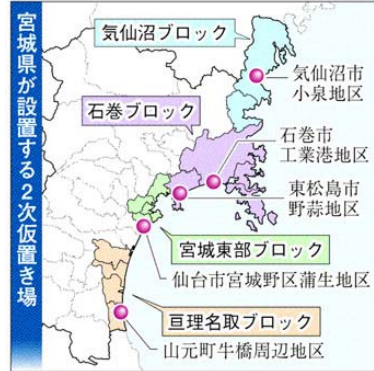 宮城県が設置する2次仮置き場
気仙沼ブロック
気仙沼市
小泉地区
石巻ブロック
石巻市
工業港地区
東松島市
野蒜地区
宮城東部ブロック
仙台市宮城野区蒲生地区
亘理名取ブロック
山元町牛橋周辺地区